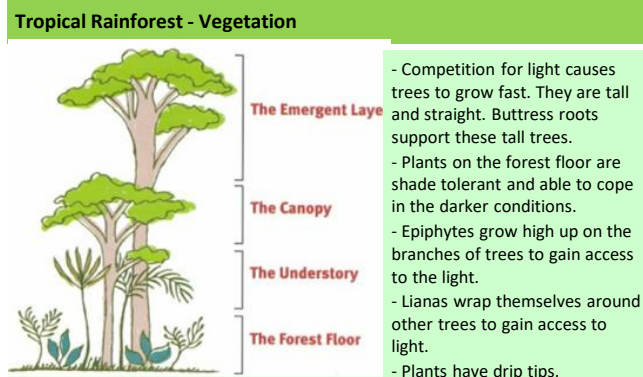 Tropical Rainforest - Vegetation
The Emergent Laye
The Canopy
The Understory
The Forest Floor
- Competition for light causes
trees to grow fast. They are tall
and straight. Buttress roots
support these tall trees.
- Plants on the forest floor are
shade tolerant and able to cope
in the darker conditions.
- Epiphytes grow high up on the
branches of trees to gain access
to the light.
- Lianas wrap themselves around
other trees to gain access to
light.
- Plants have drip tips.